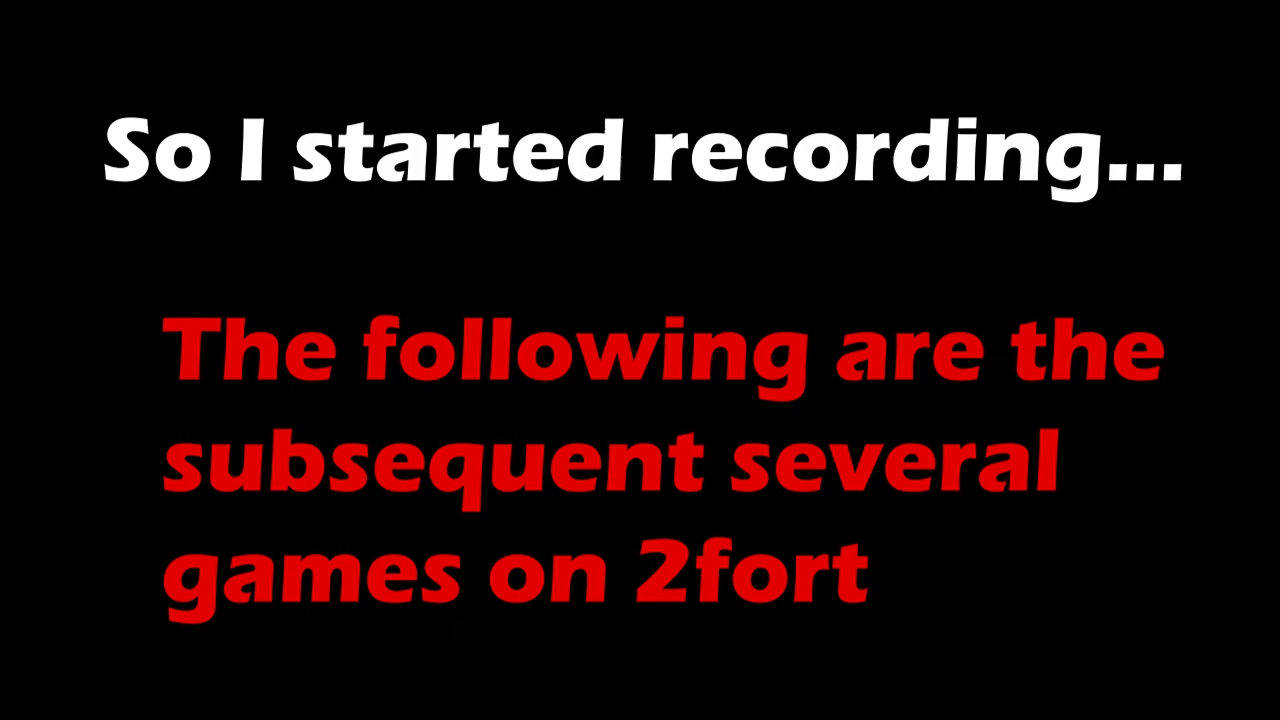 So I started recording...
The following are the
subsequent several
games on 2fort